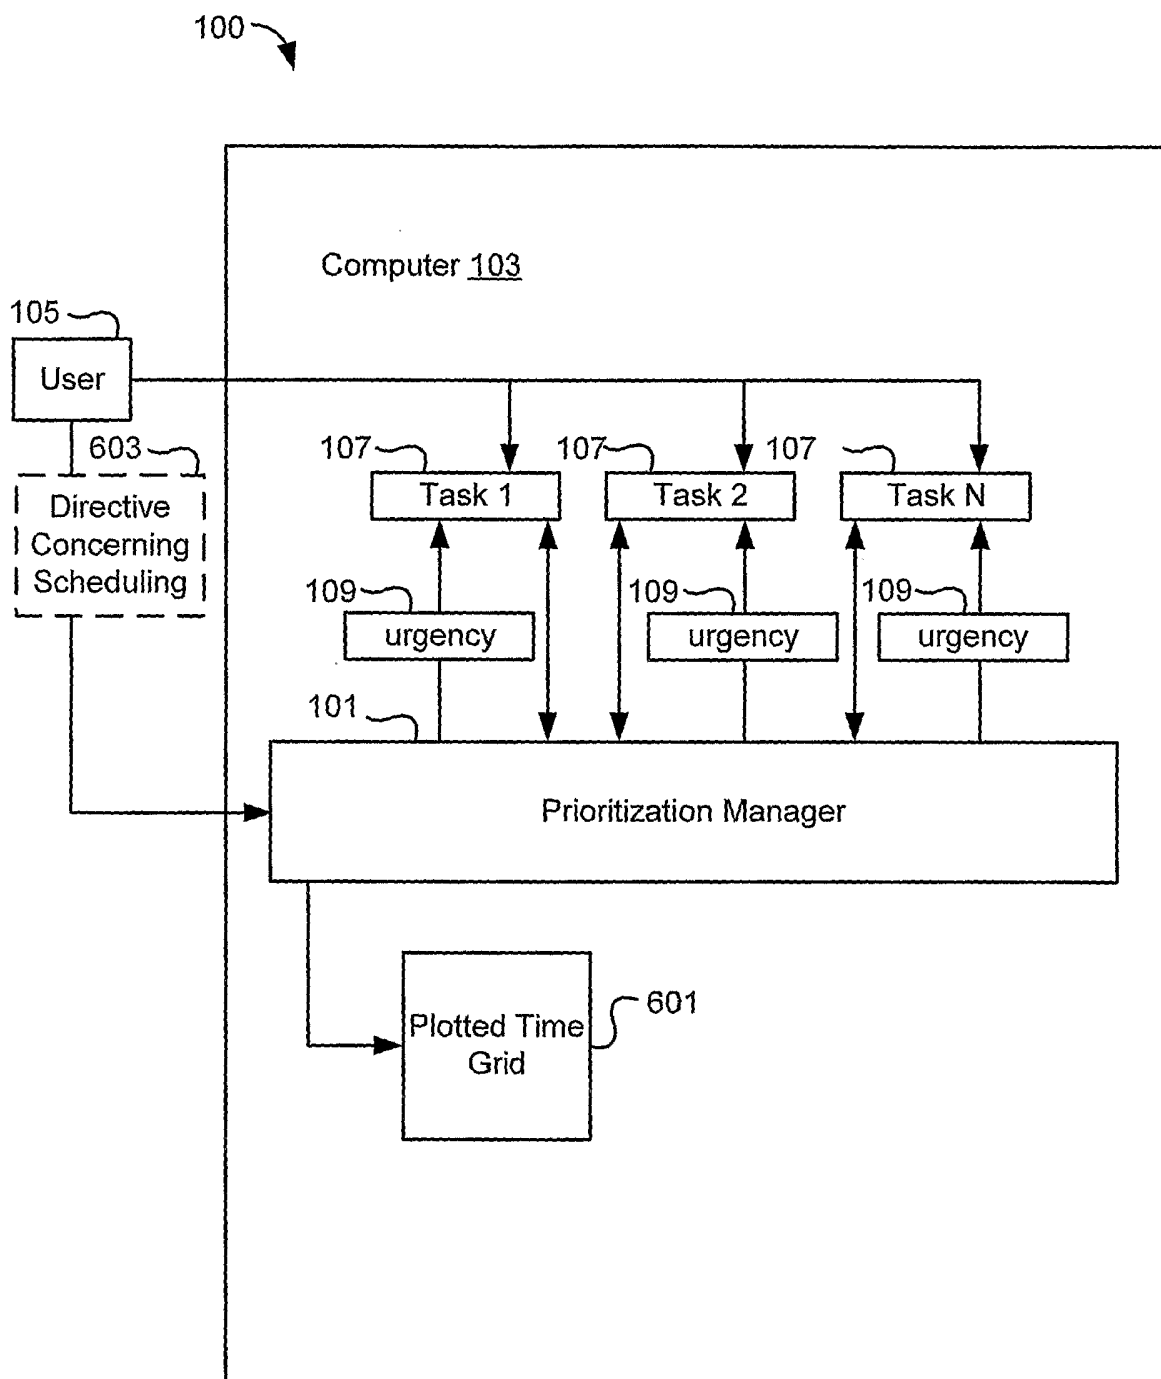 100
Computer 103
105
User
603
Directive
Concerning
Scheduling
107 107 107
Task 1 Task 2 Task N
109 109 109
urgency urgency urgency
101
Prioritization Manager
Plotted Time
Grid
601